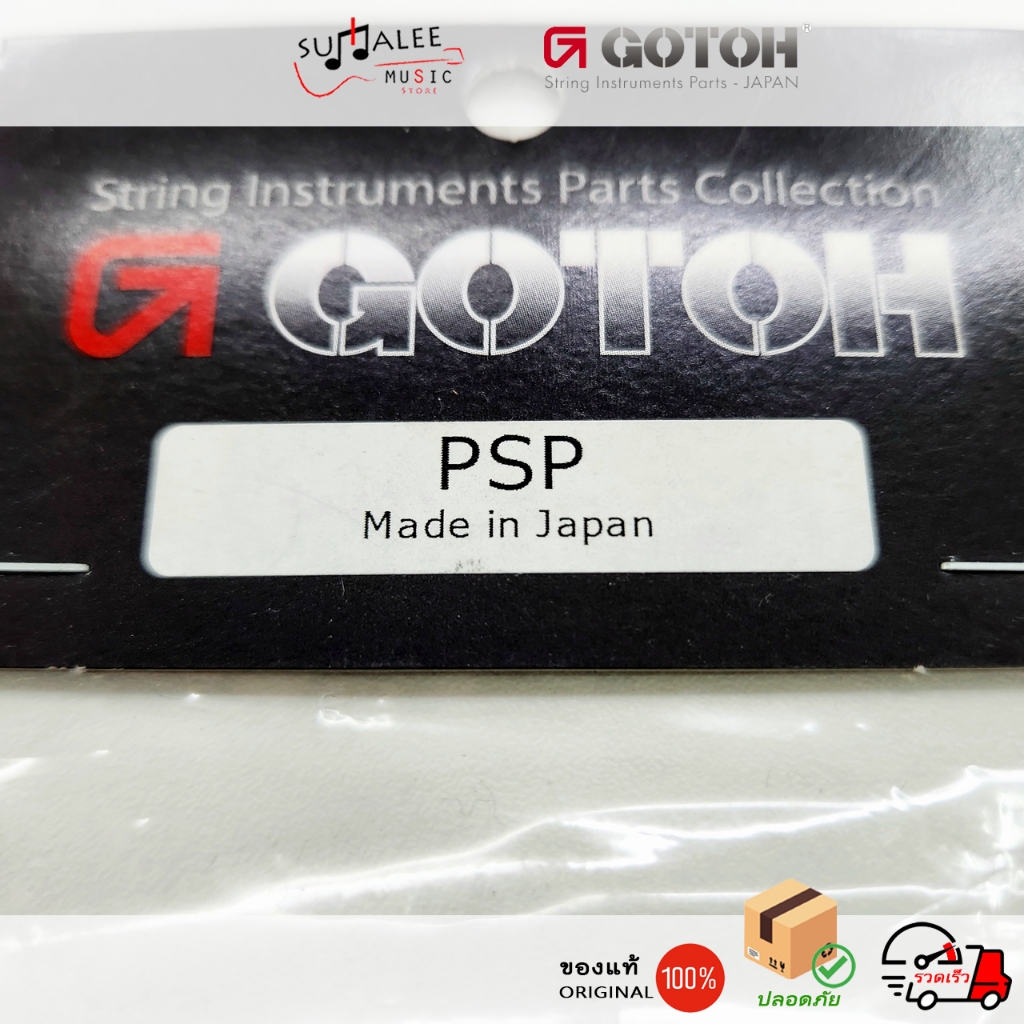 SUTALEE
MUSIC
STORE
GOTOH®
String Instruments Parts - JAPAN
String Instruments Parts Collection
GOTOH
PSP
Made in Japan
ของแท้
ORIGINAL
100%
ปลอดภัย
รวดเร็ว